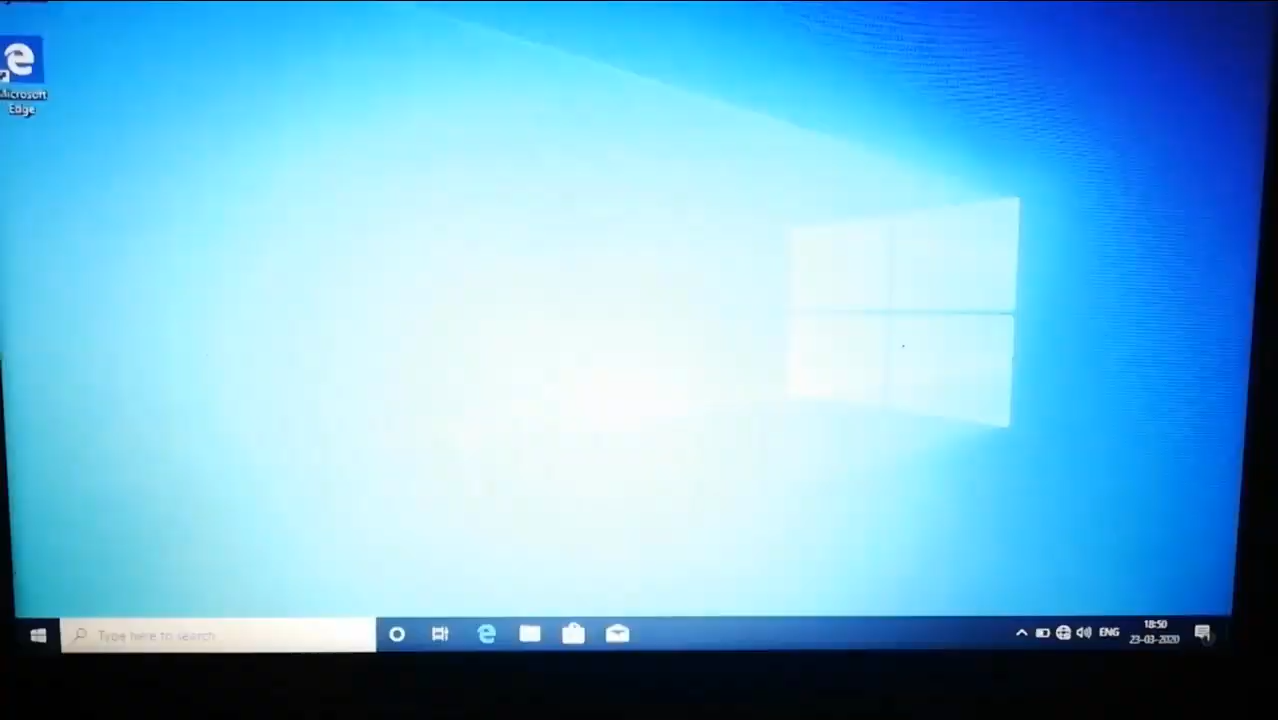 Microsoft
Edge
Type here to search
ENG
18:50
23-03-2020